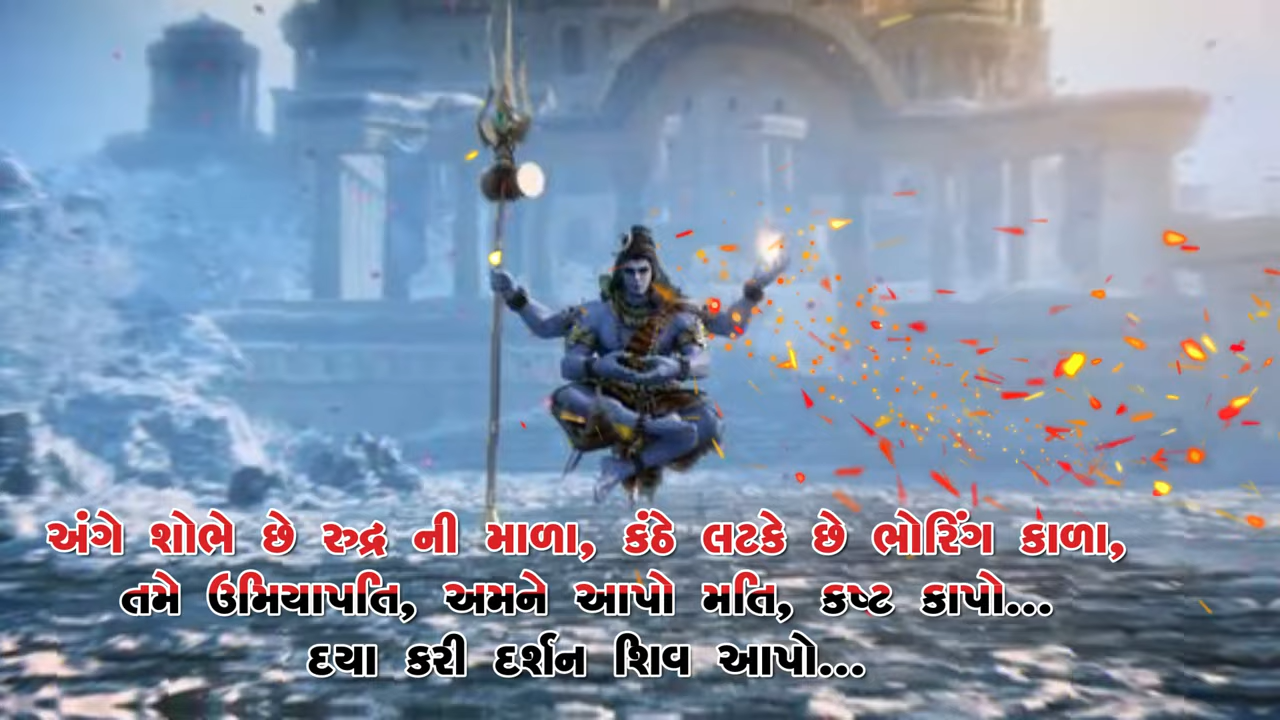 અંગે શોભે છે રુદ્ર ની માળા, કંઠે લટકે છે ભોરિંગ કાળા,
તમે ઉમિયાપતિ, અમને આપો મતિ, કષ્ટ કાપો...
દયા કરી દર્શન શિવ આપો...